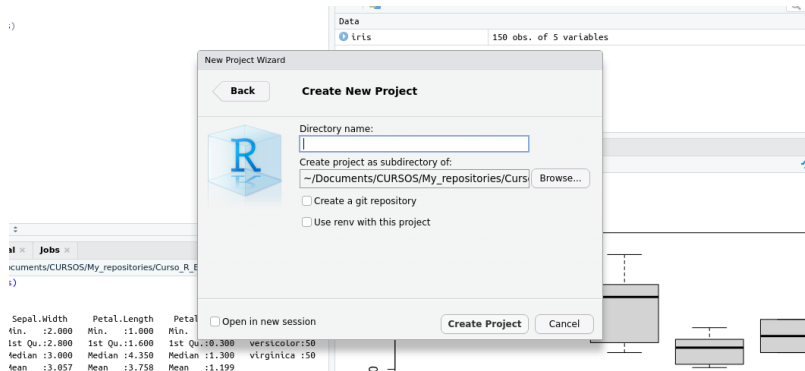 ;)
Data
iris 150 obs. of 5 variables
New Project Wizard
Back
Create New Project
R
Directory name:
Create project as subdirectory of:
~/Documents/CURSOS/My_repositories/Curs
Browse...
Create a git repository
Use renv with this project
Open in new session
Create Project
Cancel
al × Jobs ×
ocuments/CURSOS/My_repositories/Curso_R_E
s)
Sepal.Width Petal.Length Petal
Min. :2.000 Min. :1.000 Min.
1st Qu.:2.800 1st Qu.:1.600 1st Qu.:0.300 versicolor:50
Median :3.000 Median :4.350 Median :1.300 virginica :50
Mean :3.057 Mean :3.758 Mean :1.199